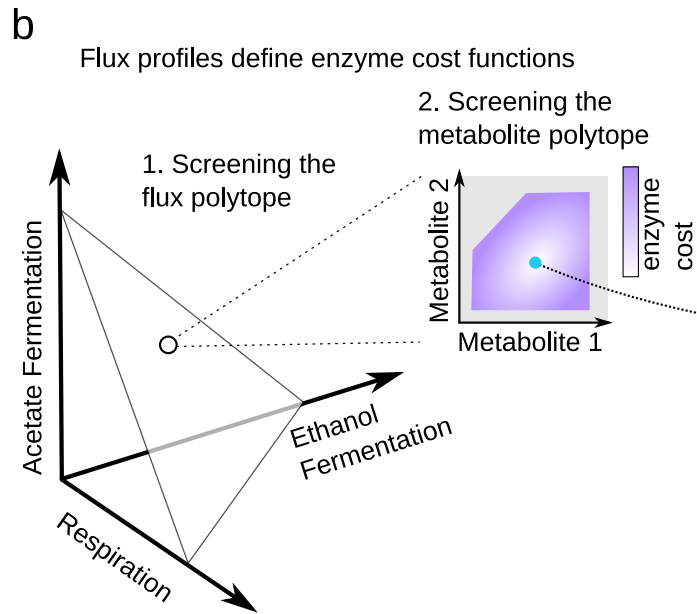 b
Flux profiles define enzyme cost functions
1. Screening the
flux polytope
2. Screening the
metabolite polytope
Metabolite 2
Metabolite 1
enzyme
cost
Acetate Fermentation
Ethanol
Fermentation
Respiration